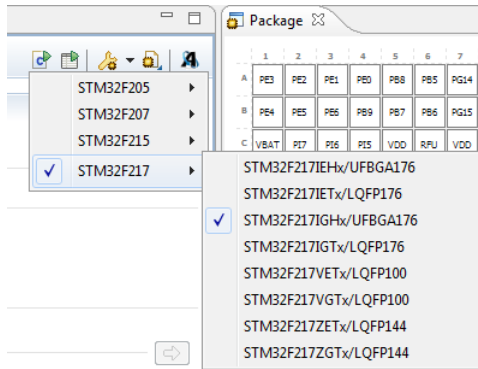 Package
1 2 3 4 5 6 7
A PE3 PE2 PE1 PE0 PB8 PB5 PG14
B PE4 PE5 PE6 PB9 PB7 PB6 PG15
C VBAT PI7 PI6 PI5 VDD RFU VDD
STM32F205
STM32F207
STM32F215
STM32F217
STM32F217IEHx/UFBGA176
STM32F217IETx/LQFP176
STM32F217IGHx/UFBGA176
STM32F217IGTx/LQFP176
STM32F217VETx/LQFP100
STM32F217VGTx/LQFP100
STM32F217ZETx/LQFP144
STM32F217ZGTx/LQFP144